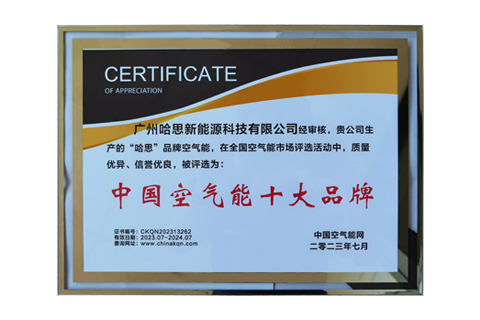 CERTIFICATE
OF APPRECIATION
广州哈思新能源科技有限公司经审核，贵公司生
产的“哈思”品牌空气能，在全国空气能市场评选活动中，质量
优异、信誉优良，被评选为：
中国空气能十大品牌
证书编号：CKQN202313262
有效日期：2023.07-2024.07
查询网址：www.chinakqn.com
中国空气能网
二零二三年七月